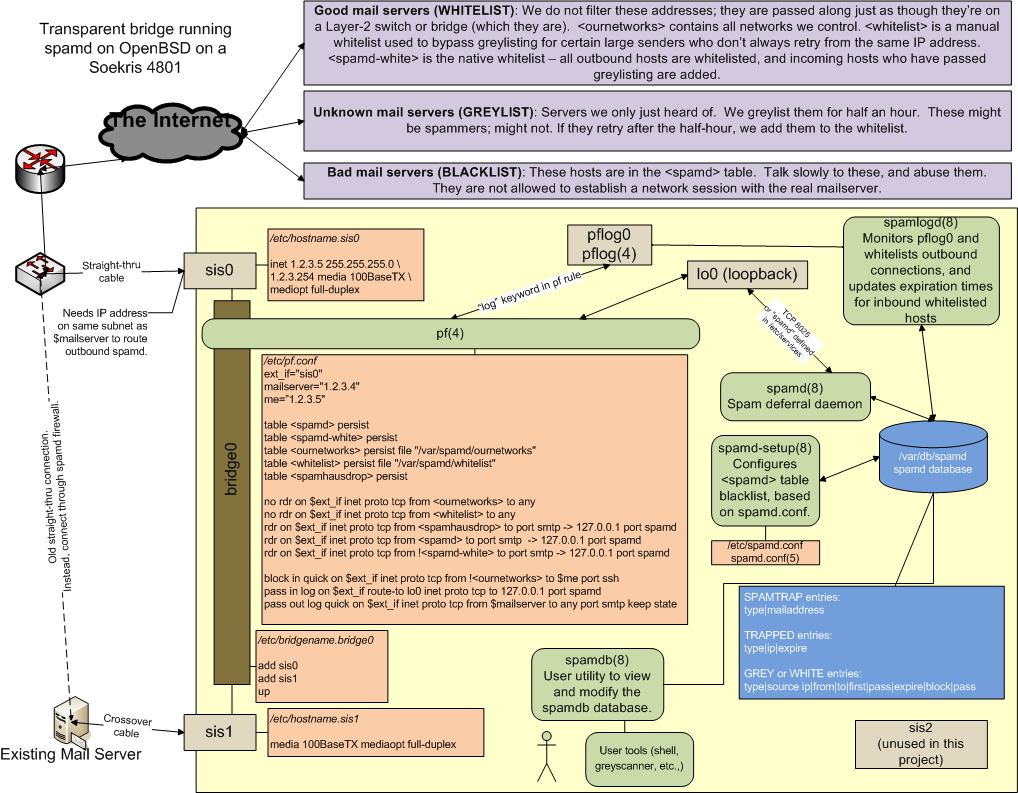 Transparent bridge running
spamd on OpenBSD on a
Soekris 4801
Good mail servers (WHITELIST): We do not filter these addresses; they are passed along just as though they're on
a Layer-2 switch or bridge (which they are). <ournetworks> contains all networks we control. <whitelist> is a manual
whitelist used to bypass greylisting for certain large senders who don't always retry from the same IP address.
<spamd-white> is the native whitelist – all outbound hosts are whitelisted, and incoming hosts who have passed
greylisting are added.
The Internet
Unknown mail servers (GREYLIST): Servers we only just heard of. We greylist them for half an hour. These might
be spammers; might not. If they retry after the half-hour, we add them to the whitelist.
Bad mail servers (BLACKLIST): These hosts are in the <spamd> table. Talk slowly to these, and abuse them.
They are not allowed to establish a network session with the real mailserver.
Straight-thru
cable
Needs IP address
on same subnet as
$mailserver to route
outbound spamd.
sis0
/etc/hostname.sis0
inet 1.2.3.5 255.255.255.0 \
1.2.3.254 media 100BaseTX \
mediopt full-duplex
pflog0
pflog(4)
lo0 (loopback)
spamlogd(8)
Monitors pflog0 and
whitelists outbound
connections, and
updates expiration times
for inbound whitelisted
hosts
"log" keyword in pf rule
TCP 8025
or "spamd" defined
in /etc/services
pf(4)
bridge0
/etc/pf.conf
ext_if="sis0"
mailserver="1.2.3.4"
me="1.2.3.5"
table <spamd> persist
table <spamd-white> persist
table <ournetworks> persist file "/var/spamd/ournetworks"
table <whitelist> persist file "/var/spamd/whitelist"
table <spamhausdrop> persist
no rdr on $ext_if inet proto tcp from <ournetworks> to any
no rdr on $ext_if inet proto tcp from <whitelist> to any
rdr on $ext_if inet proto tcp from <spamhausdrop> to port smtp -> 127.0.0.1 port spamd
rdr on $ext_if inet proto tcp from <spamd> to port smtp -> 127.0.0.1 port spamd
rdr on $ext_if inet proto tcp from !<spamd-white> to port smtp -> 127.0.0.1 port spamd
block in quick on $ext_if inet proto tcp from !<ournetworks> to $me port ssh
pass in log on $ext_if route-to lo0 inet proto tcp to 127.0.0.1 port spamd
pass out log quick on $ext_if inet proto tcp from $mailserver to any port smtp keep state
spamd(8)
Spam deferral daemon
spamd-setup(8)
Configures
<spamd> table
blacklist, based
on spamd.conf.
/etc/spamd.conf
spamd.conf(5)
/var/db/spamd
spamd database
SPAMTRAP entries:
type|mailaddress
TRAPPED entries:
type|ip|expire
GREY or WHITE entries:
type|source ip|from|to|first|pass|expire|block|pass
Old straight-thru connection.
Instead, connect through spamd firewall.
/etc/bridgename.bridge0
add sis0
add sis1
up
spamdb(8)
User utility to view
and modify the
spamdb database.
User tools (shell,
greyscanner, etc.,)
sis2
(unused in this
project)
Existing Mail Server
Crossover
cable
sis1
/etc/hostname.sis1
media 100BaseTX mediaopt full-duplex